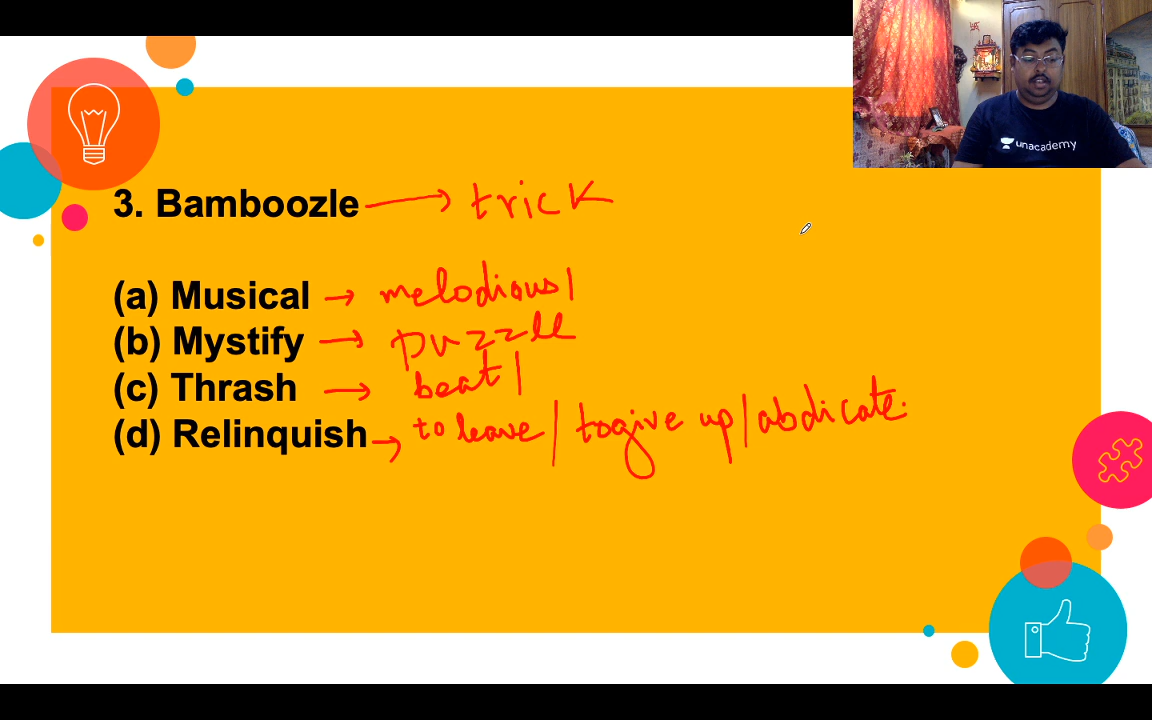 unacademy
3. Bamboozle → trick
(a) Musical → melodious |
(b) Mystify → puzzle
(c) Thrash → beat |
(d) Relinquish → to leave / to give up / abdicate.